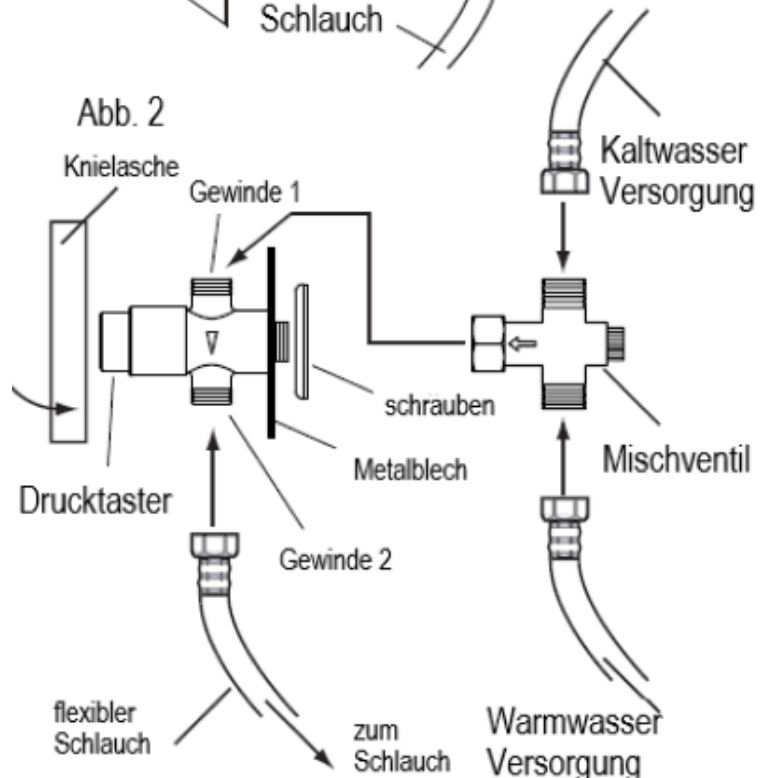 Schlauch
Abb. 2
Knielasche
Gewinde 1
Kaltwasser
Versorgung
schräuben
Metalblech
Mischventil
Drucktaster
Gewinde 2
flexibler
Schlauch
zum
Schlauch
Warmwasser
Versorgung